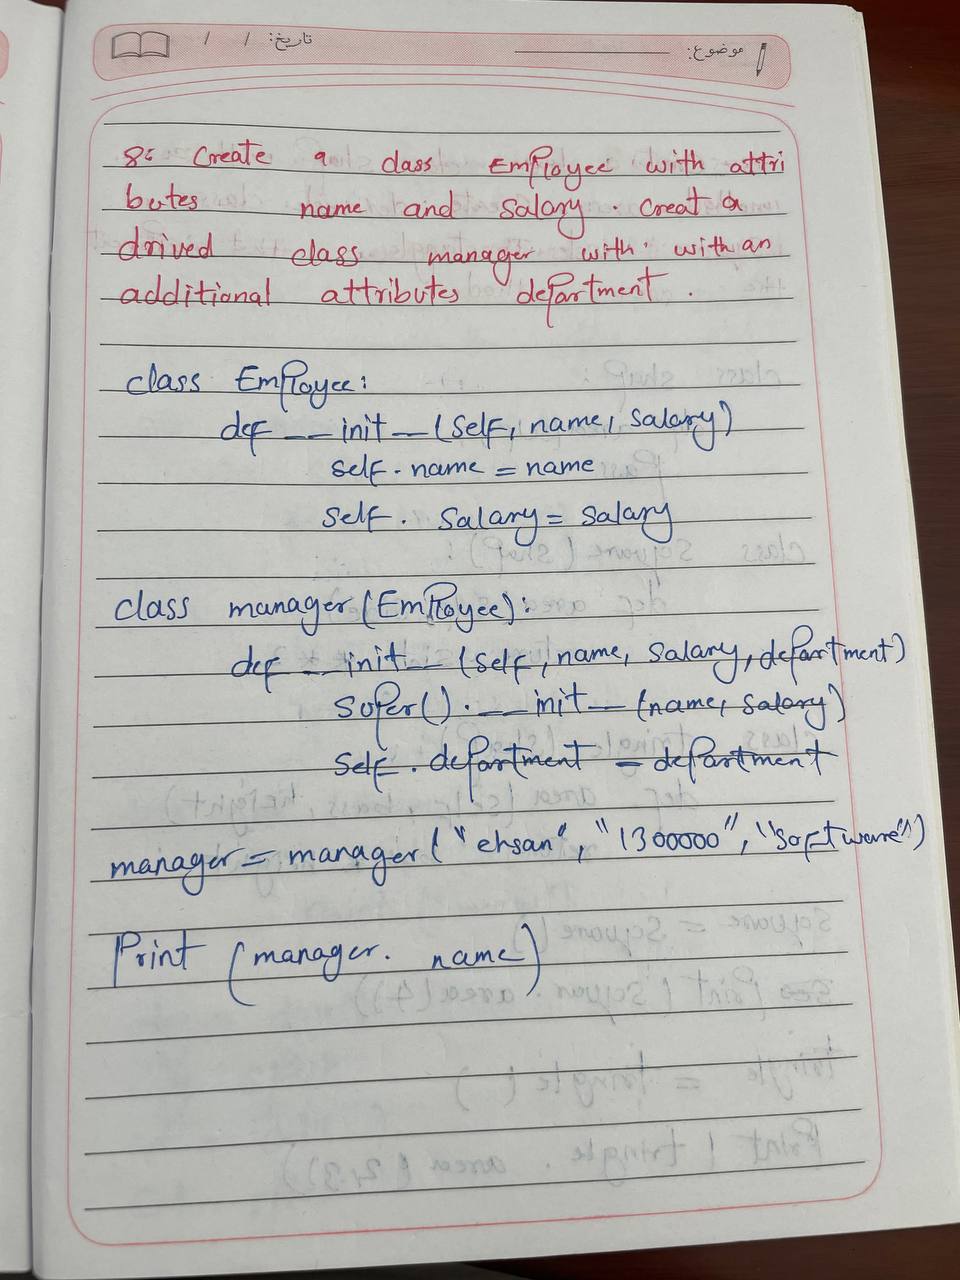 موضوع: تاریخ: / /
8: Create a class Employee with attri
butes name and salary. creat a
drived class manager with with an
additional attributes department.
class Employee:
def __init__(self, name, salary)
self.name = name
self.salary = salary
class manager(Employee):
def __init__(self, name, salary, department)
super().__init__(name, salary)
self.department = department
manager = manager("ehsan", "1300000", "software")
Print (manager. name)